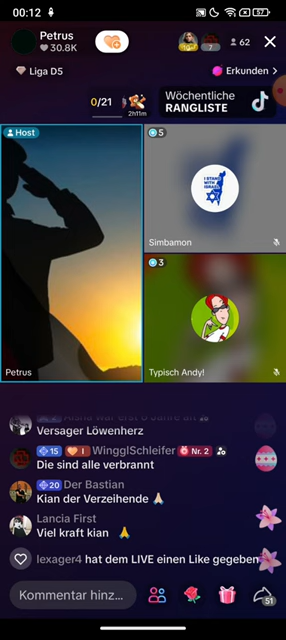 00:12
57
Petrus
30.8K
62
Liga D5
Erkunden >
0/21
2h11m
Wöchentliche
RANGLISTE
Host
5
I STAND
WITH
ISRAEL
Simbamon
3
Petrus
Typisch Andy!
Versager Löwenherz
15 I WingglSchleifer Nr. 2
Die sind alle verbrannt
20 Der Bastian
Kian der Verzeihende 🙏
Lancia First
Viel kraft kian 🙏
lexager4 hat dem LIVE einen Like gegeben
Kommentar hinz...
51